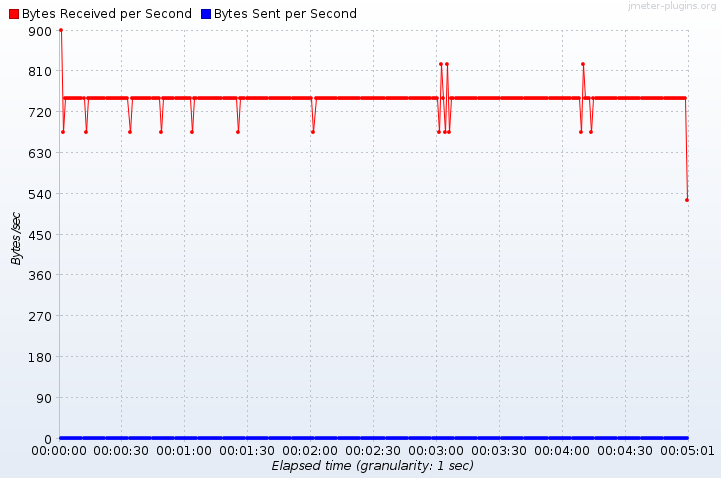 jmeter-plugins.org
Bytes Received per Second Bytes Sent per Second
900
810
720
630
540
450
360
270
180
90
0
Bytes /sec
00:00:00 00:00:30 00:01:00 00:01:30 00:02:00 00:02:30 00:03:00 00:03:30 00:04:00 00:04:30 00:05:01
Elapsed time (granularity: 1 sec)